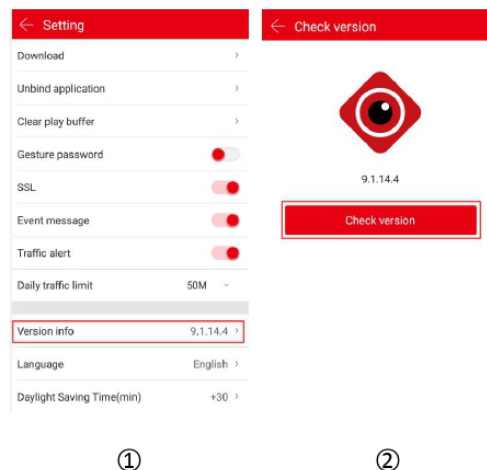 Setting
Download
Unbind application
Clear play buffer
Gesture password
SSL
Event message
Traffic alert
Daily traffic limit 50M
Version info 9.1.14.4
Language English
Daylight Saving Time(min) +30
①
Check version
9.1.14.4
Check version
②